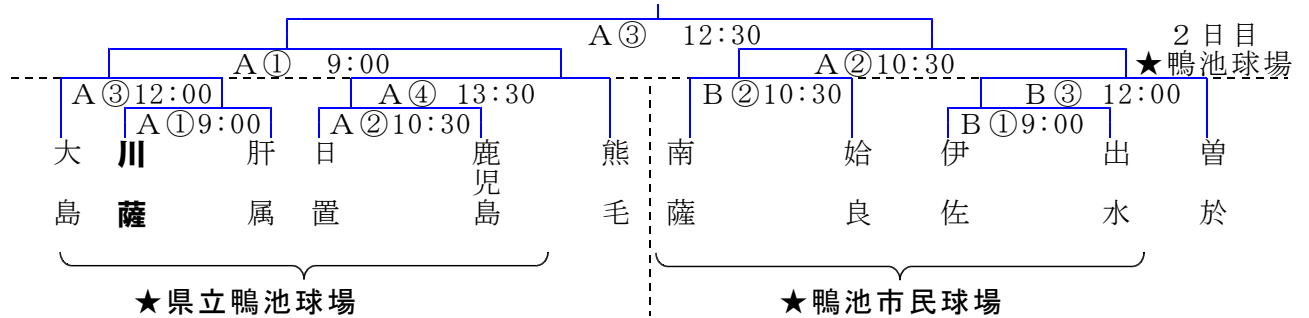 A③ 12:30
2日目
A① 9:00
A②10:30
★鴨池球場
A③12:00
A④ 13:30
B②10:30
B③ 12:00
A①9:00
A②10:30
B①9:00
大島
川薩
肝属
日置
鹿児島
熊毛
南薩
姶良
伊佐
出水
曽於
★県立鴨池球場
★鴨池市民球場